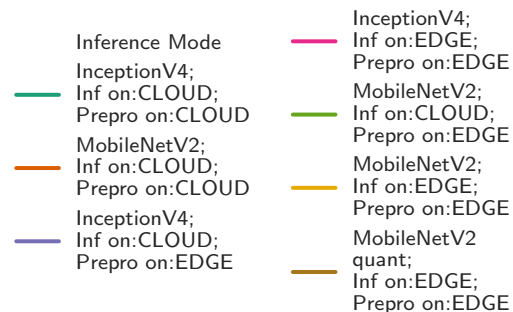 Inference Mode
InceptionV4;
Inf on:CLOUD;
Prepro on:CLOUD
MobileNetV2;
Inf on:CLOUD;
Prepro on:CLOUD
InceptionV4;
Inf on:CLOUD;
Prepro on:EDGE
InceptionV4;
Inf on:EDGE;
Prepro on:EDGE
MobileNetV2;
Inf on:CLOUD;
Prepro on:EDGE
MobileNetV2;
Inf on:EDGE;
Prepro on:EDGE
MobileNetV2
quant;
Inf on:EDGE;
Prepro on:EDGE